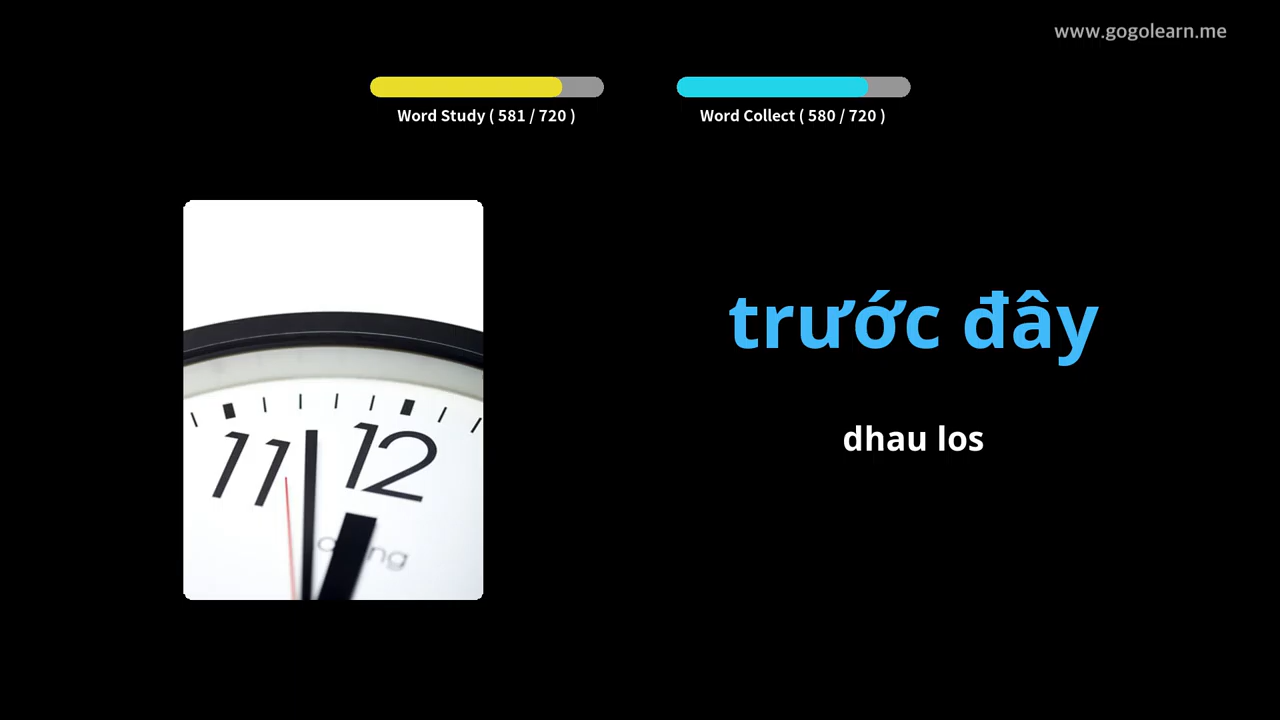 www.gogolearn.me
Word Study ( 581 / 720 )
Word Collect ( 580 / 720 )
trước đây
dhau los
11
12